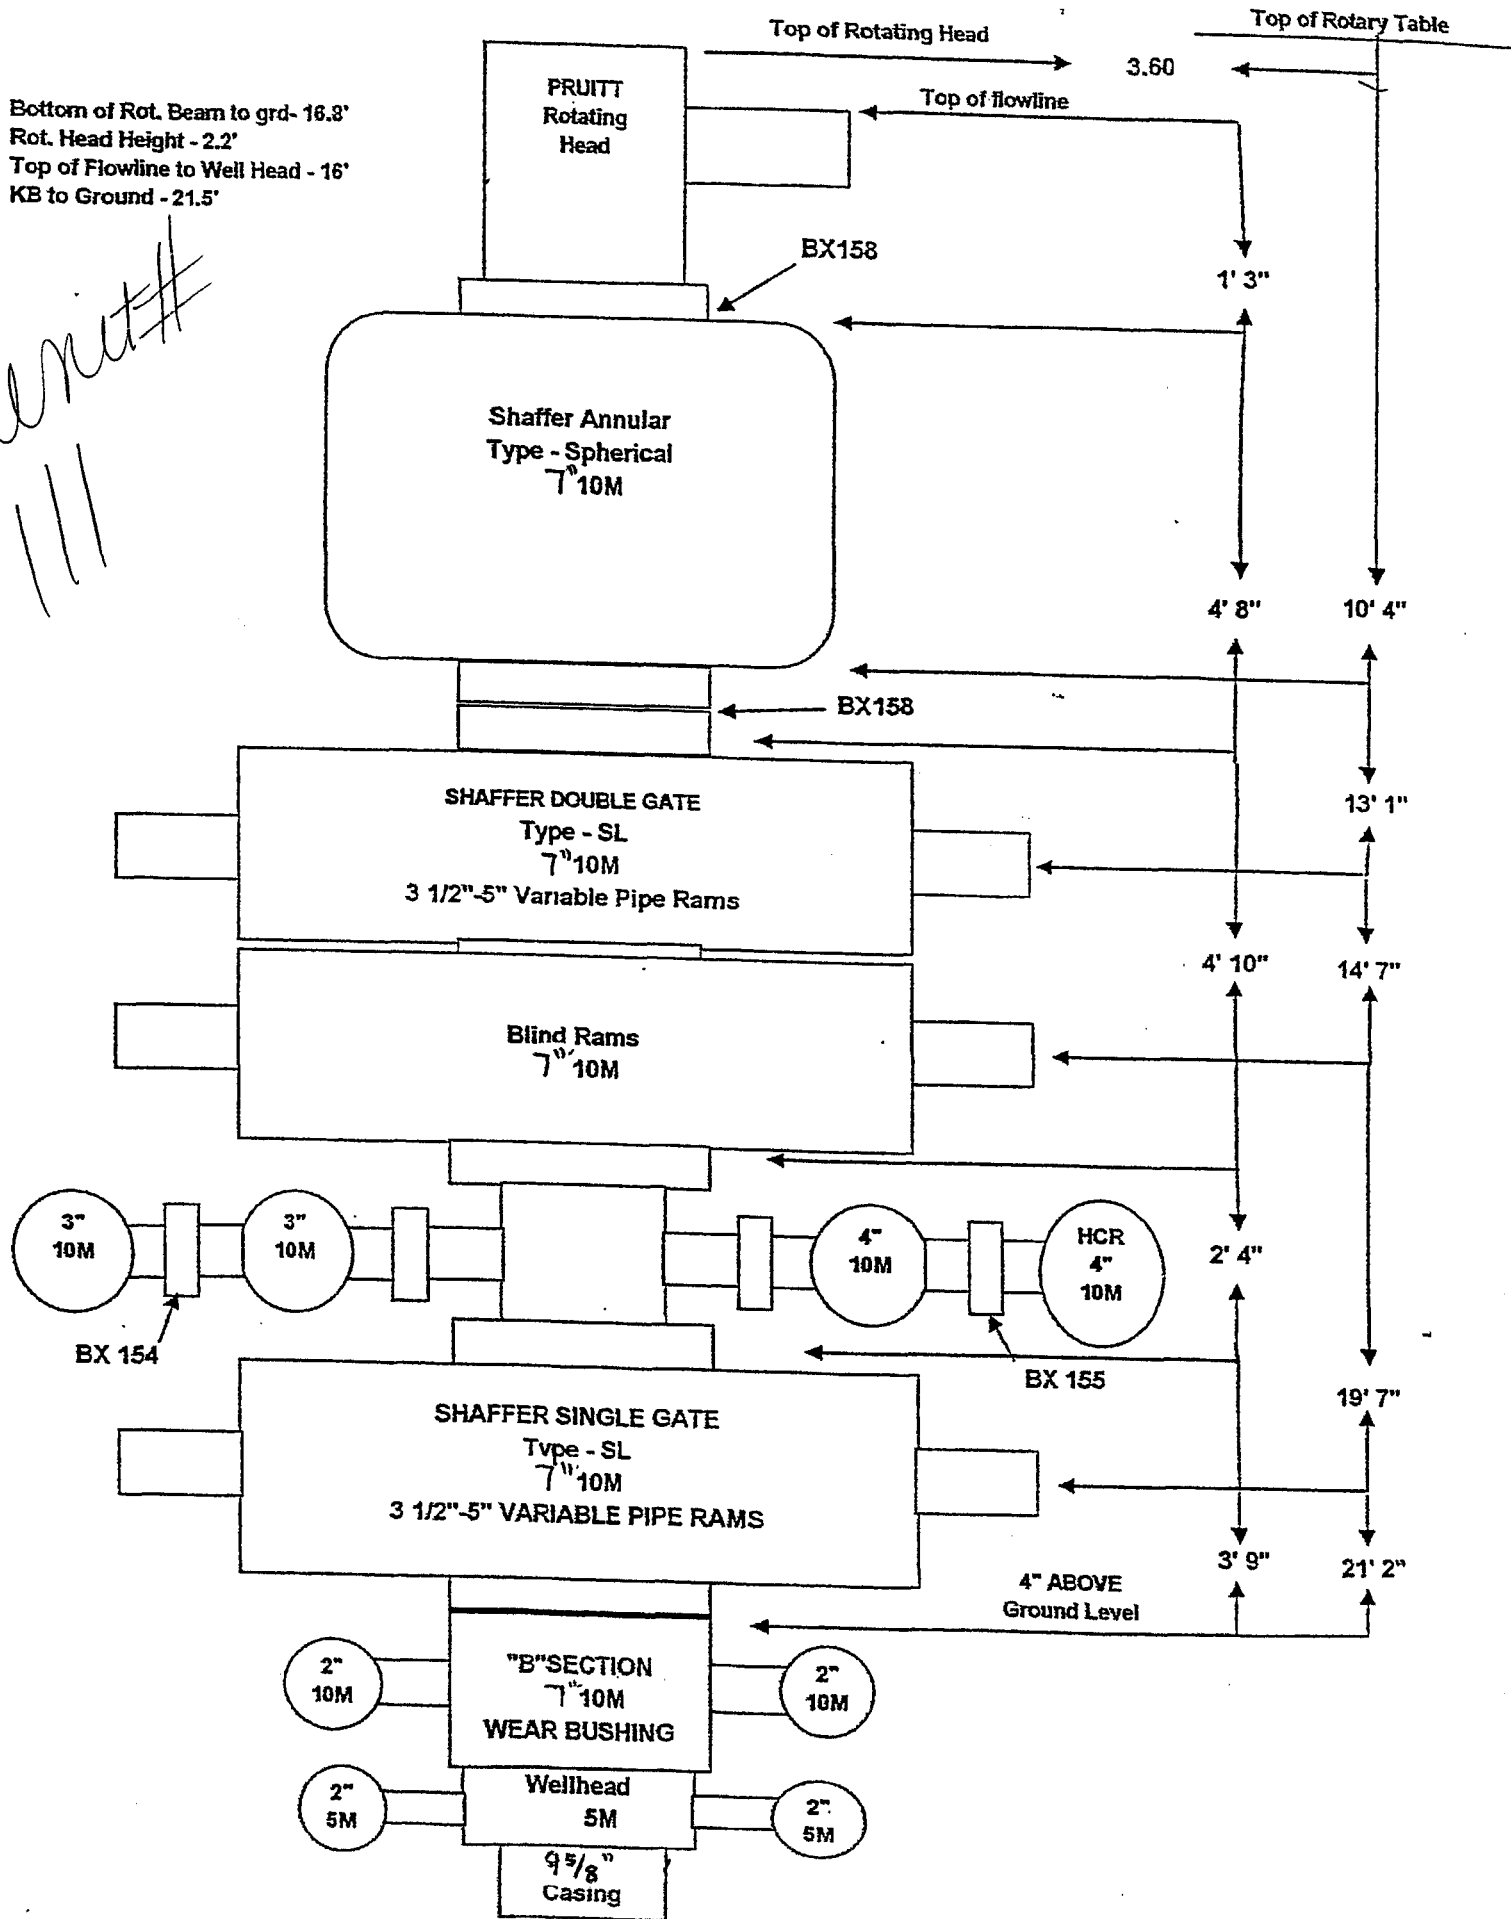 Top of Rotating Head
Top of Rotary Table
3.60
PRUITT
Rotating
Head
Top of flowline
Bottom of Rot. Beam to grd- 16.8'
Rot. Head Height - 2.2'
Top of Flowline to Well Head - 16'
KB to Ground - 21.5'
BX158
1' 3"
unit#
111
Shaffer Annular
Type - Spherical
7" 10M
4' 8"
10' 4"
BX158
SHAFFER DOUBLE GATE
Type - SL
7" 10M
3 1/2"-5" Variable Pipe Rams
13' 1"
4' 10"
14' 7"
Blind Rams
7" 10M
3"
10M
3"
10M
4"
10M
HCR
4"
10M
2' 4"
BX 154
BX 155
19' 7"
SHAFFER SINGLE GATE
Type - SL
7" 10M
3 1/2"-5" VARIABLE PIPE RAMS
3' 9"
21' 2"
4" ABOVE
Ground Level
2"
10M
"B"SECTION
7" 10M
WEAR BUSHING
2"
10M
2"
5M
Wellhead
5M
2"
5M
9 5/8"
Casing